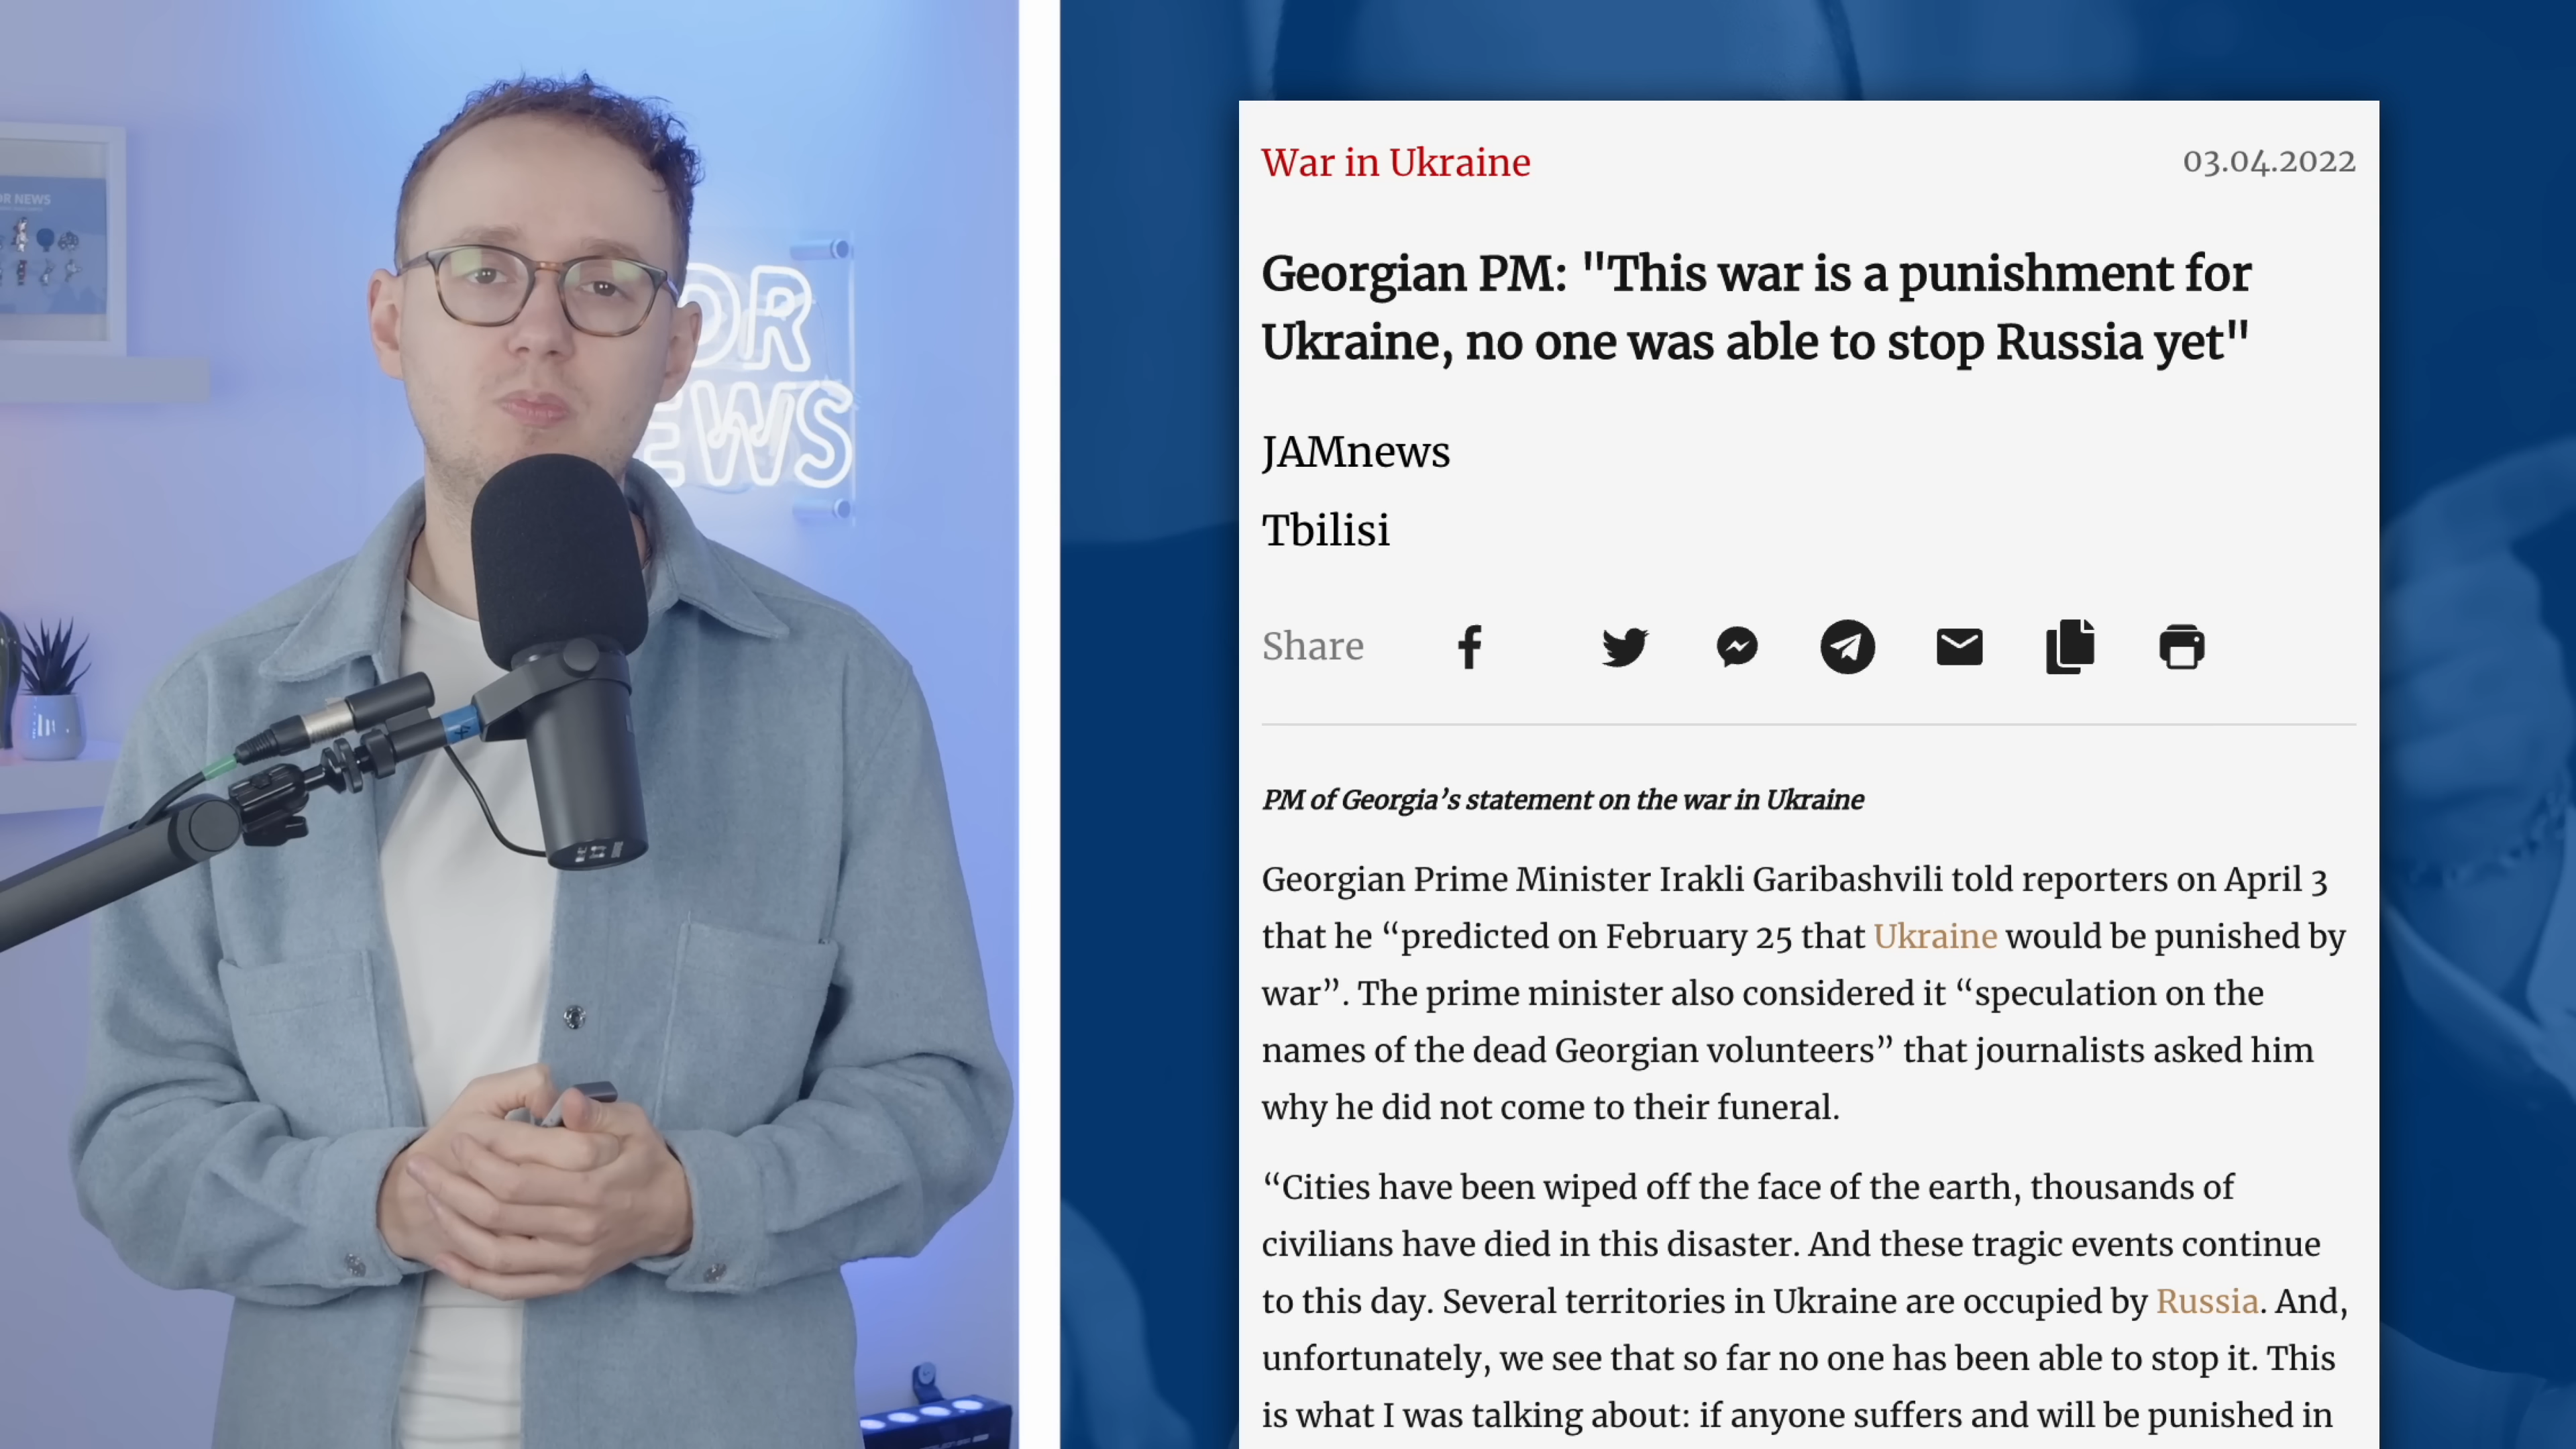 OR NEWS
DR
EWS
War in Ukraine
03.04.2022
Georgian PM: "This war is a punishment for
Ukraine, no one was able to stop Russia yet"
JAMnews
Tbilisi
Share
PM of Georgia’s statement on the war in Ukraine
Georgian Prime Minister Irakli Garibashvili told reporters on April 3
that he “predicted on February 25 that Ukraine would be punished by
war”. The prime minister also considered it “speculation on the
names of the dead Georgian volunteers” that journalists asked him
why he did not come to their funeral.
“Cities have been wiped off the face of the earth, thousands of
civilians have died in this disaster. And these tragic events continue
to this day. Several territories in Ukraine are occupied by Russia. And,
unfortunately, we see that so far no one has been able to stop it. This
is what I was talking about: if anyone suffers and will be punished in